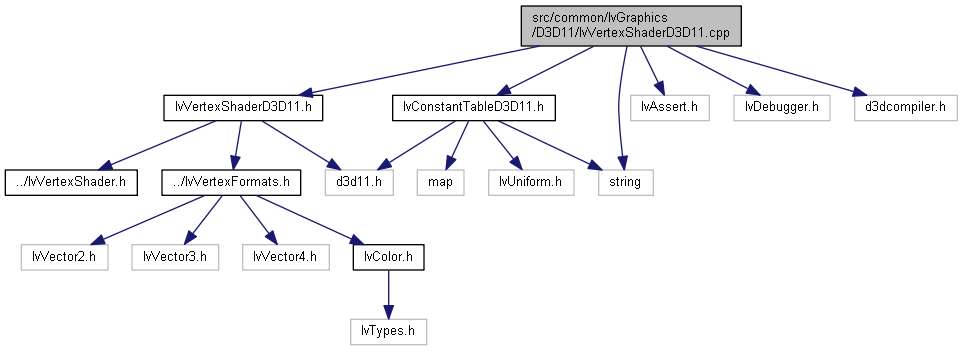 src/common/lvGraphics
/D3D11/lvVertexShaderD3D11.cpp
lvVertexShaderD3D11.h
lvConstantTableD3D11.h
lvAssert.h
lvDebugger.h
d3dcompiler.h
../lvVertexShader.h
../lvVertexFormats.h
d3d11.h
map
lvUniform.h
string
lvVector2.h
lvVector3.h
lvVector4.h
lvColor.h
lvTypes.h